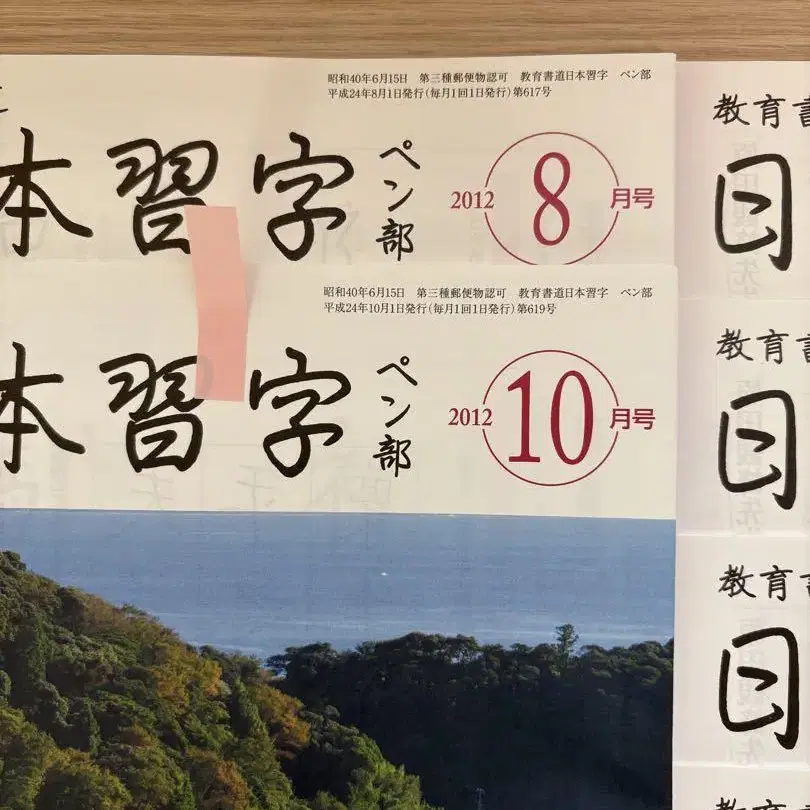 昭和40年6月15日　第三種郵便物認可　教育書道日本習字　ペン部
平成24年8月1日発行（毎月1回1日発行）第617号
本習字
ペン部
2012 8 月号
昭和40年6月15日　第三種郵便物認可　教育書道日本習字　ペン部
平成24年10月1日発行（毎月1回1日発行）第619号
本習字
ペン部
2012 10 月号
教育書
日
教育書
日
教育書
日
教育書